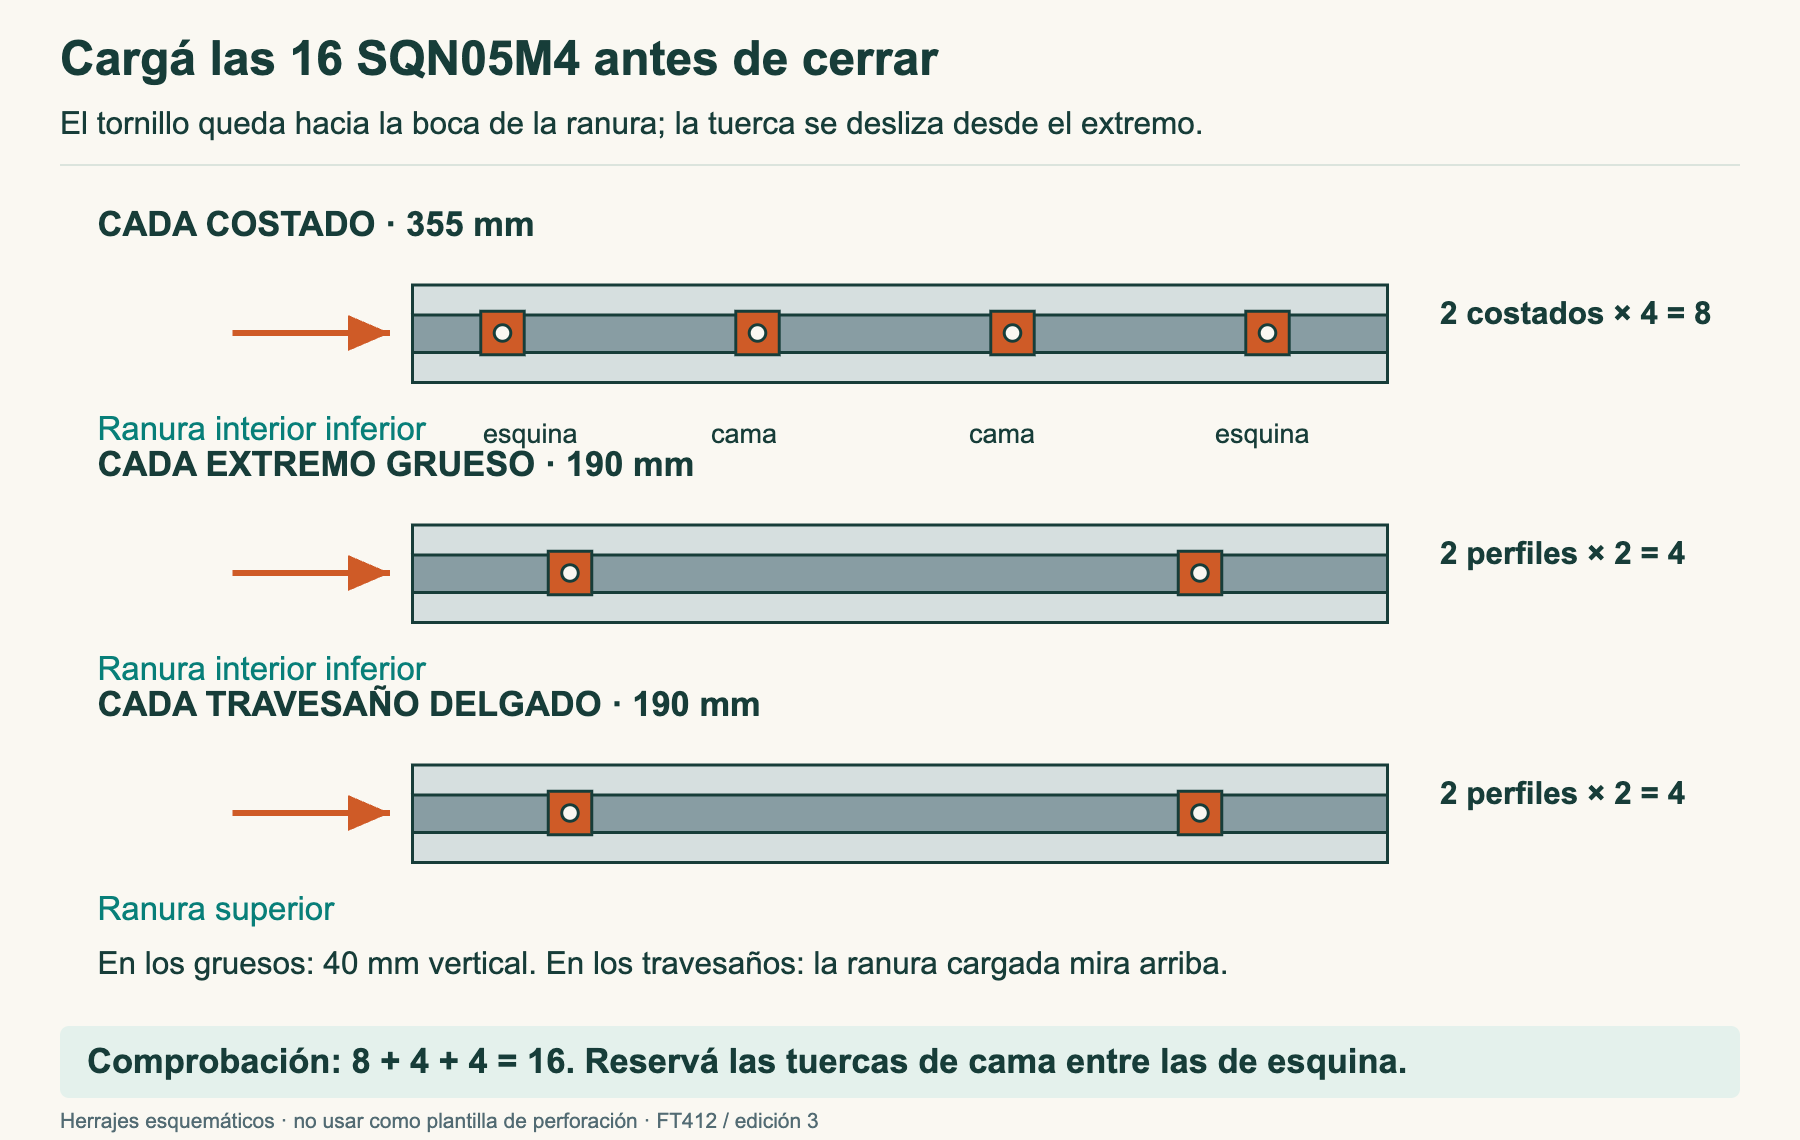 Cargá las 16 SQN05M4 antes de cerrar
El tornillo queda hacia la boca de la ranura; la tuerca se desliza desde el extremo.
CADA COSTADO · 355 mm
2 costados × 4 = 8
Ranura interior inferior
esquina cama cama esquina
CADA EXTREMO GRUESO · 190 mm
2 perfiles × 2 = 4
Ranura interior inferior
CADA TRAVESAÑO DELGADO · 190 mm
2 perfiles × 2 = 4
Ranura superior
En los gruesos: 40 mm vertical. En los travesaños: la ranura cargada mira arriba.
Comprobación: 8 + 4 + 4 = 16. Reservá las tuercas de cama entre las de esquina.
Herrajes esquemáticos · no usar como plantilla de perforación · FT412 / edición 3